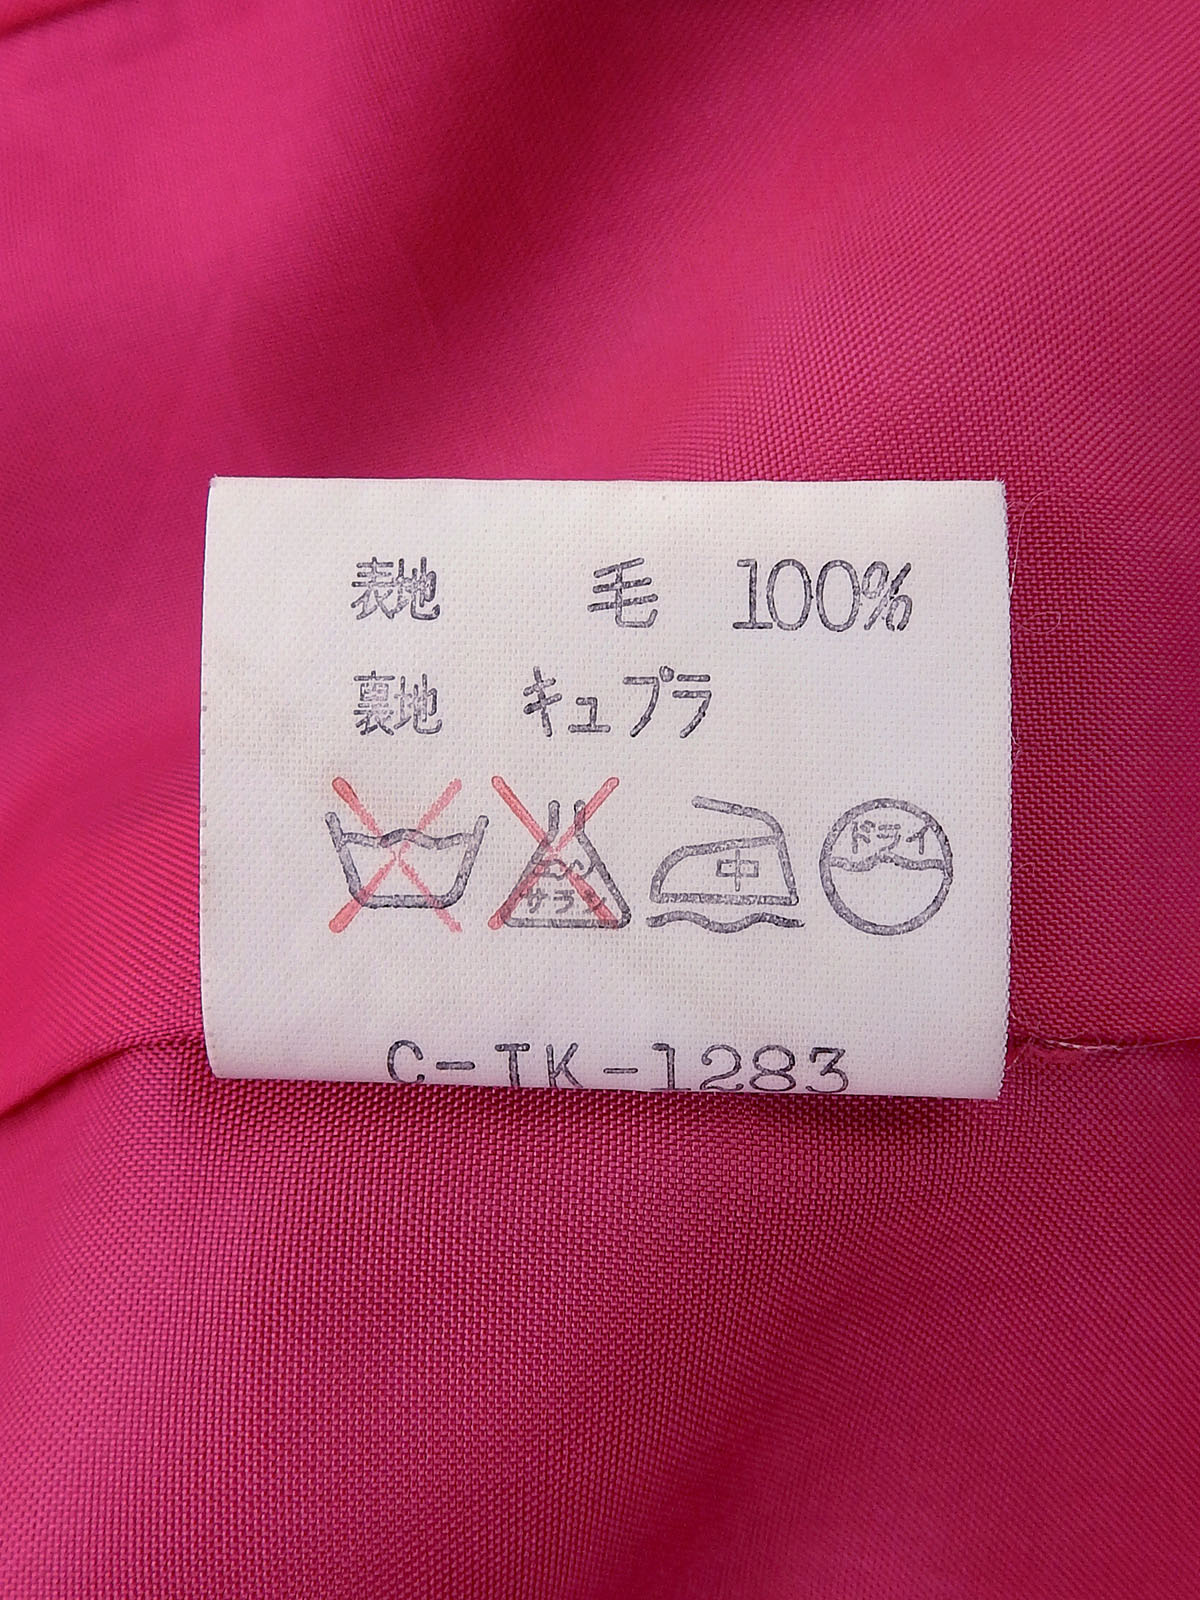 表地 毛 100%
裏地 キュプラ
エンソ サラシ 中 ドライ
C-TK-1283